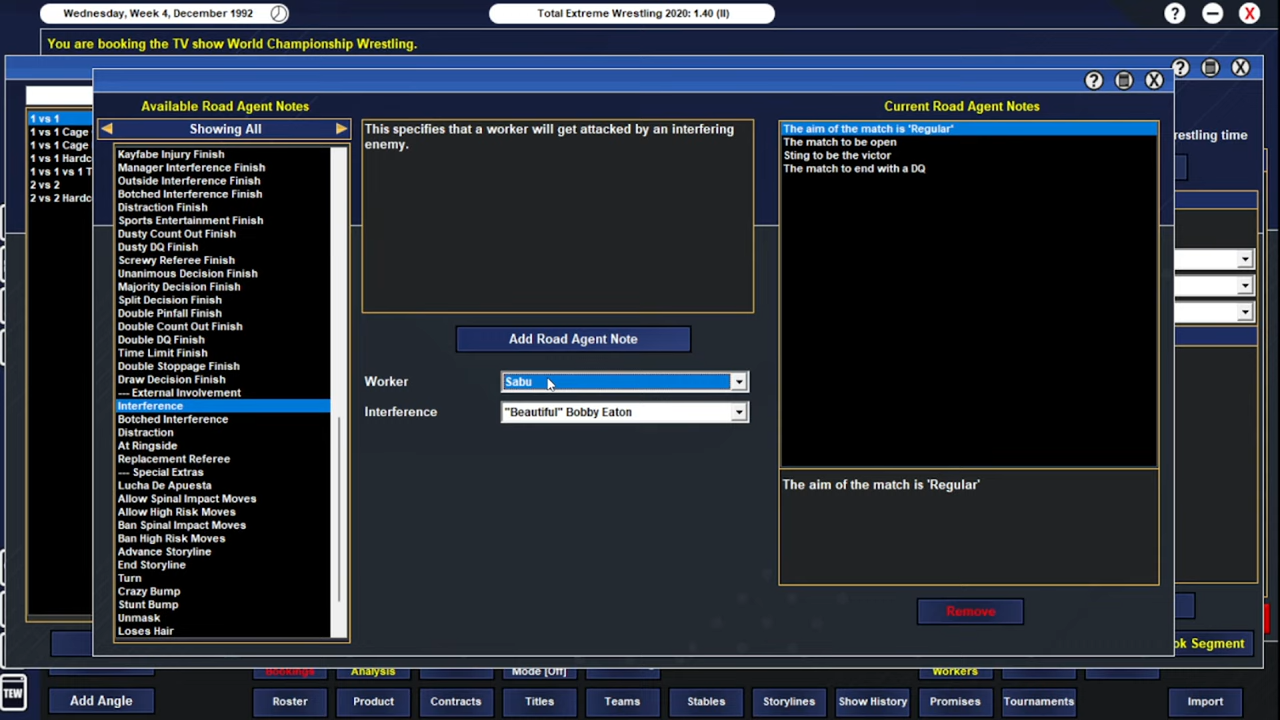 Wednesday, Week 4, December 1992
Total Extreme Wrestling 2020: 1.40 (II)
?
X
You are booking the TV show World Championship Wrestling.
?
X
?
X
Available Road Agent Notes
Current Road Agent Notes
Showing All
1 vs 1
1 vs 1 Cage
1 vs 1 Cage
1 vs 1 Hardc
1 vs 1 vs 1 T
2 vs 2
2 vs 2 Hardc
Kayfabe Injury Finish
Manager Interference Finish
Outside Interference Finish
Botched Interference Finish
Distraction Finish
Sports Entertainment Finish
Dusty Count Out Finish
Dusty DQ Finish
Screwy Referee Finish
Unanimous Decision Finish
Majority Decision Finish
Split Decision Finish
Double Pinfall Finish
Double Count Out Finish
Double DQ Finish
Time Limit Finish
Double Stoppage Finish
Draw Decision Finish
--- External Involvement
Interference
Botched Interference
Distraction
At Ringside
Replacement Referee
--- Special Extras
Lucha De Apuesta
Allow Spinal Impact Moves
Allow High Risk Moves
Ban Spinal Impact Moves
Ban High Risk Moves
Advance Storyline
End Storyline
Turn
Crazy Bump
Stunt Bump
Unmask
Loses Hair
This specifies that a worker will get attacked by an interfering
enemy.
Add Road Agent Note
Worker
Sabu
Interference
"Beautiful" Bobby Eaton
The aim of the match is 'Regular'
The match to be open
Sting to be the victor
The match to end with a DQ
restling time
The aim of the match is 'Regular'
Remove
ok Segment
Bookings
Analysis
Mode [Off]
Workers
TEW
Add Angle
Roster
Product
Contracts
Titles
Teams
Stables
Storylines
Show History
Promises
Tournaments
Import